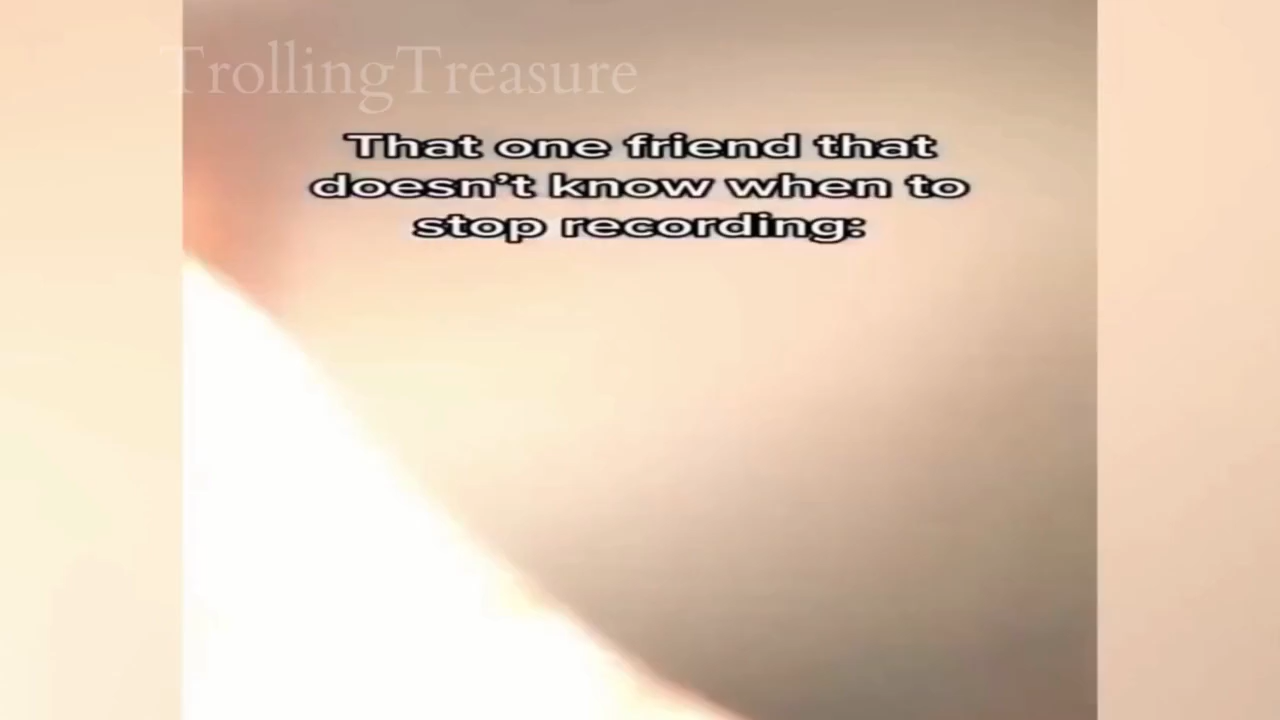 TrollingTreasure
That one friend that
doesn't know when to
stop recording: